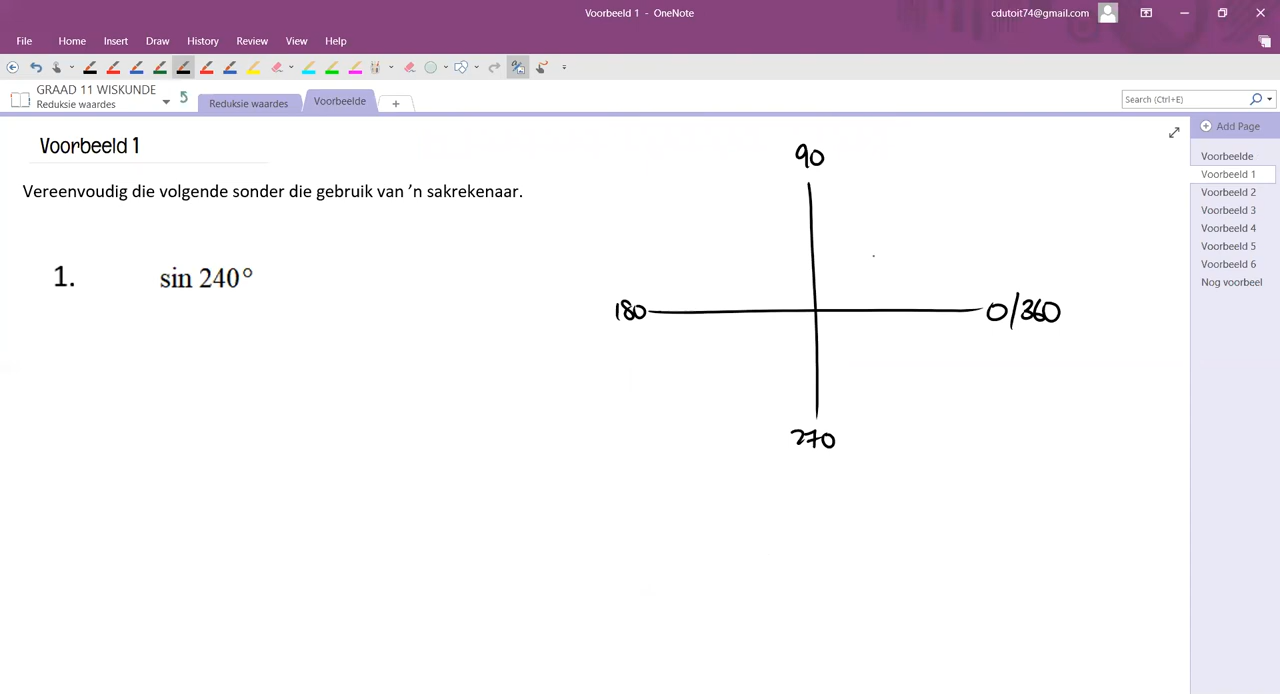 Voorbeeld 1 - OneNote
cdutoit74@gmail.com
File Home Insert Draw History Review View Help
GRAAD 11 WISKUNDE
Reduksie waardes
Reduksie waardes
Voorbeelde
Search (Ctrl+E)
Add Page
Voorbeelde
Voorbeeld 1
Voorbeeld 2
Voorbeeld 3
Voorbeeld 4
Voorbeeld 5
Voorbeeld 6
Nog voorbeel
Voorbeeld 1
Vereenvoudig die volgende sonder die gebruik van ’n sakrekenaar.
1. sin 240°
90
180
0/360
270